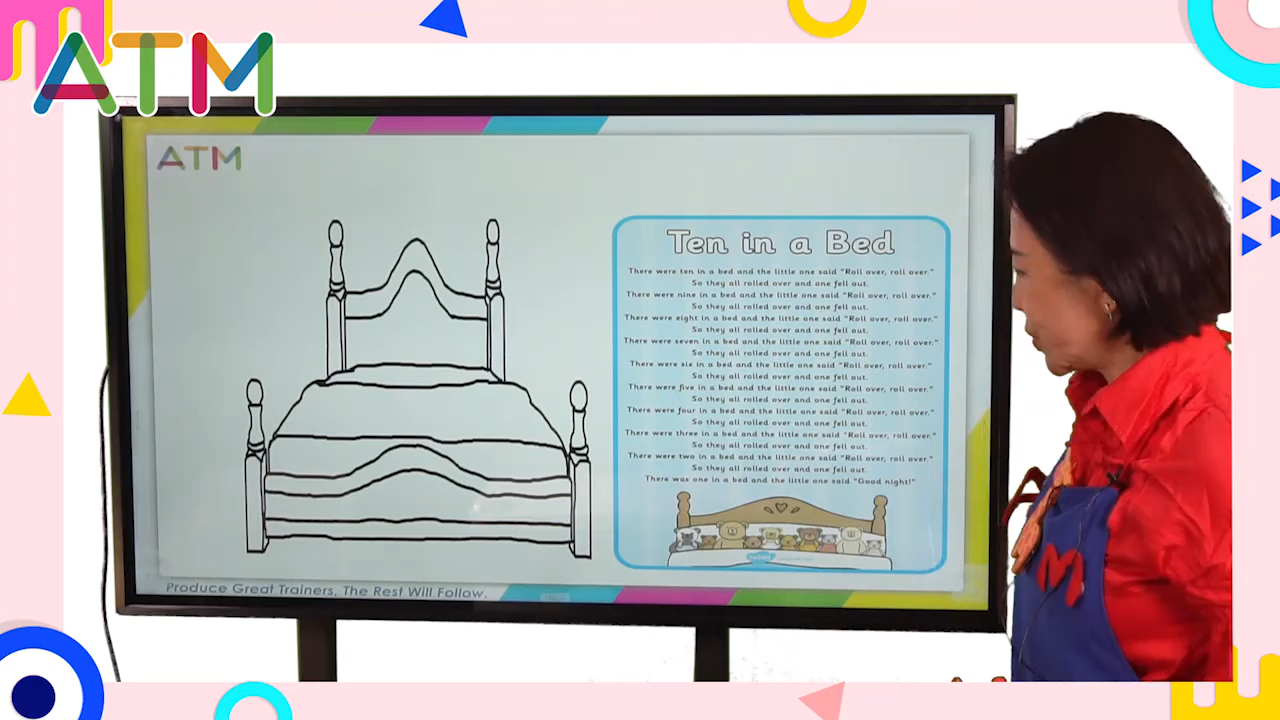 ATM
ATM
Ten in a Bed
There were ten in a bed and the little one said "Roll over, roll over."
So they all rolled over and one fell out.
There were nine in a bed and the little one said "Roll over, roll over."
So they all rolled over and one fell out.
There were eight in a bed and the little one said "Roll over, roll over."
So they all rolled over and one fell out.
There were seven in a bed and the little one said "Roll over, roll over."
So they all rolled over and one fell out.
There were six in a bed and the little one said "Roll over, roll over."
So they all rolled over and one fell out.
There were five in a bed and the little one said "Roll over, roll over."
So they all rolled over and one fell out.
There were four in a bed and the little one said "Roll over, roll over."
So they all rolled over and one fell out.
There were three in a bed and the little one said "Roll over, roll over."
So they all rolled over and one fell out.
There were two in a bed and the little one said "Roll over, roll over."
So they all rolled over and one fell out.
There was one in a bed and the little one said "Good night!"
Produce Great Trainers, The Rest Will Follow.
M